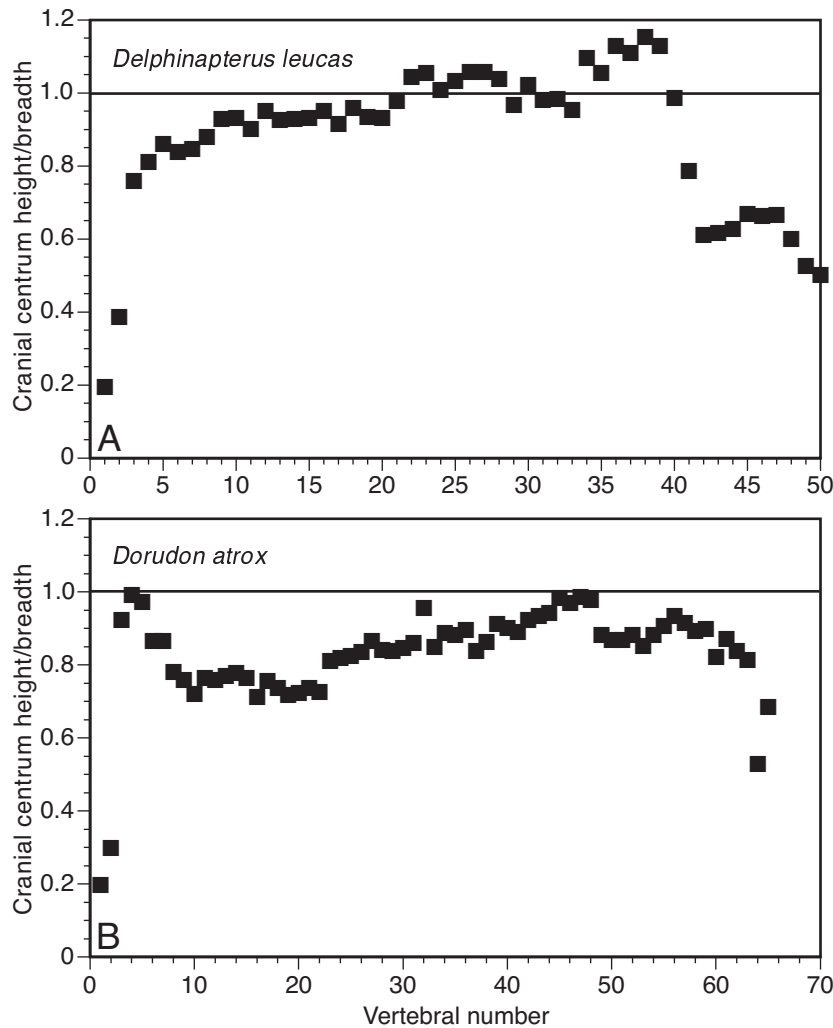 1.2
Delphinapterus leucas
1.0
0.8
0.6
0.4
0.2
0
Cranial centrum height/breadth
A
0 5 10 15 20 25 30 35 40 45 50
1.2
Dorudon atrox
1.0
0.8
0.6
0.4
0.2
0
Cranial centrum height/breadth
B
0 10 20 30 40 50 60 70
Vertebral number